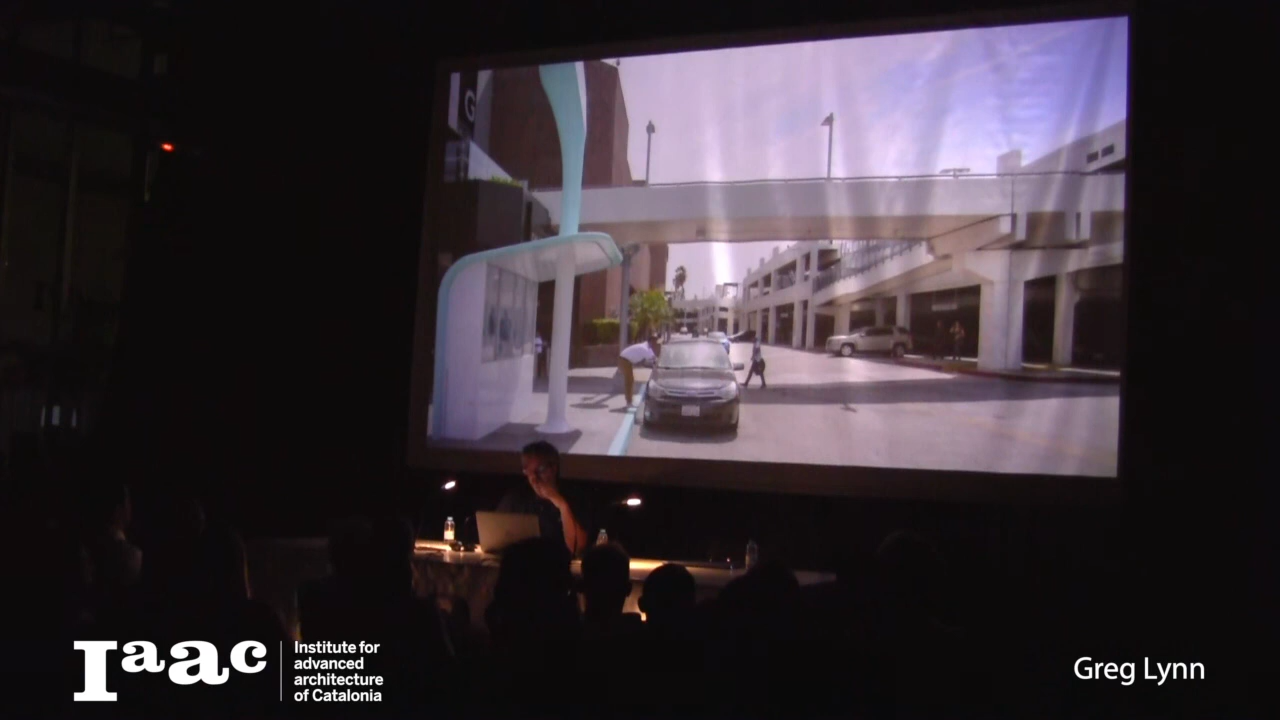 G
Iaac
Institute for
advanced
architecture
of Catalonia
Greg Lynn